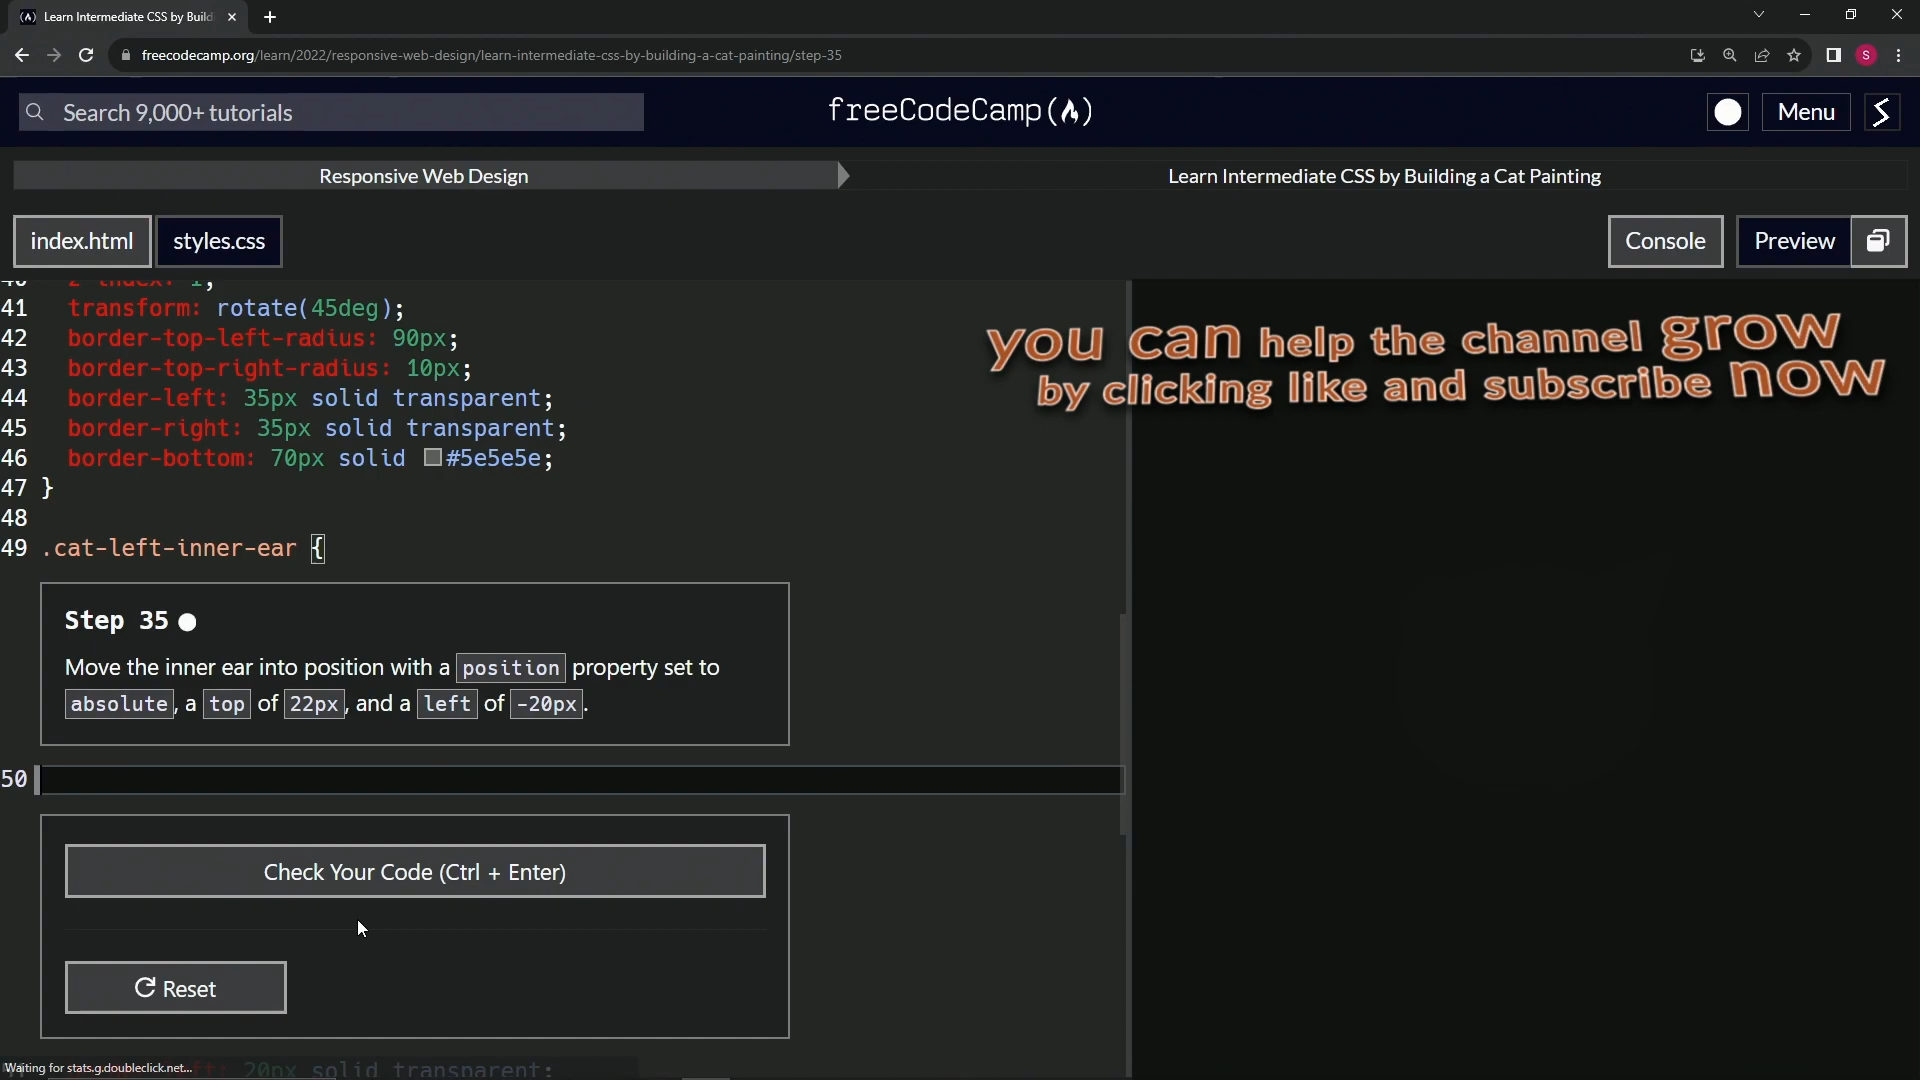 Learn Intermediate CSS by Build
freecodecamp.org/learn/2022/responsive-web-design/learn-intermediate-css-by-building-a-cat-painting/step-35
S
Search 9,000+ tutorials
freeCodeCamp
Menu
Responsive Web Design
Learn Intermediate CSS by Building a Cat Painting
index.html
styles.css
Console
Preview
40 z-index: 1;
41 transform: rotate(45deg);
42 border-top-left-radius: 90px;
43 border-top-right-radius: 10px;
44 border-left: 35px solid transparent;
45 border-right: 35px solid transparent;
46 border-bottom: 70px solid #5e5e5e;
47 }
48
49 .cat-left-inner-ear {
you can help the channel grow
by clicking like and subscribe now
Step 35
Move the inner ear into position with a position property set to
absolute, a top of 22px, and a left of -20px.
50
Check Your Code (Ctrl + Enter)
Reset
Waiting for stats.g.doubleclick.net...
20px solid transparent;